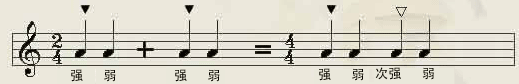 2/4 + = 4/4
强 弱 强 弱 强 弱 次强 弱